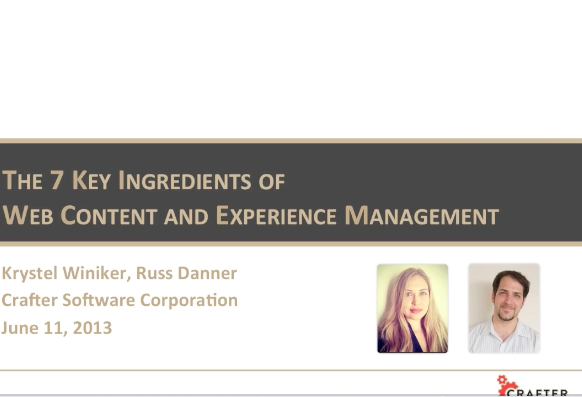 THE 7 KEY INGREDIENTS OF
WEB CONTENT AND EXPERIENCE MANAGEMENT
Krystel Winiker, Russ Danner
Crafter Software Corporation
June 11, 2013
CRAFTER